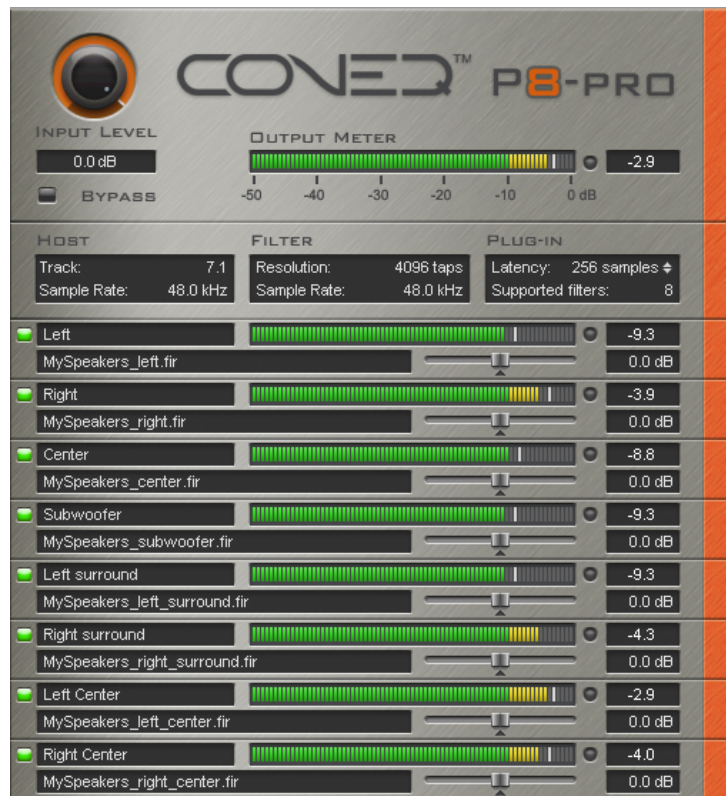 CONEQ™ P8-PRO
INPUT LEVEL
0.0 dB
BYPASS
OUTPUT METER
-2.9
-50 -40 -30 -20 -10 0 dB
HOST
Track: 7.1
Sample Rate: 48.0 kHz
FILTER
Resolution: 4096 taps
Sample Rate: 48.0 kHz
PLUG-IN
Latency: 256 samples
Supported filters: 8
Left -9.3
MySpeakers_left.fir 0.0 dB
Right -3.9
MySpeakers_right.fir 0.0 dB
Center -8.8
MySpeakers_center.fir 0.0 dB
Subwoofer -9.3
MySpeakers_subwoofer.fir 0.0 dB
Left surround -9.3
MySpeakers_left_surround.fir 0.0 dB
Right surround -4.3
MySpeakers_right_surround.fir 0.0 dB
Left Center -2.9
MySpeakers_left_center.fir 0.0 dB
Right Center -4.0
MySpeakers_right_center.fir 0.0 dB